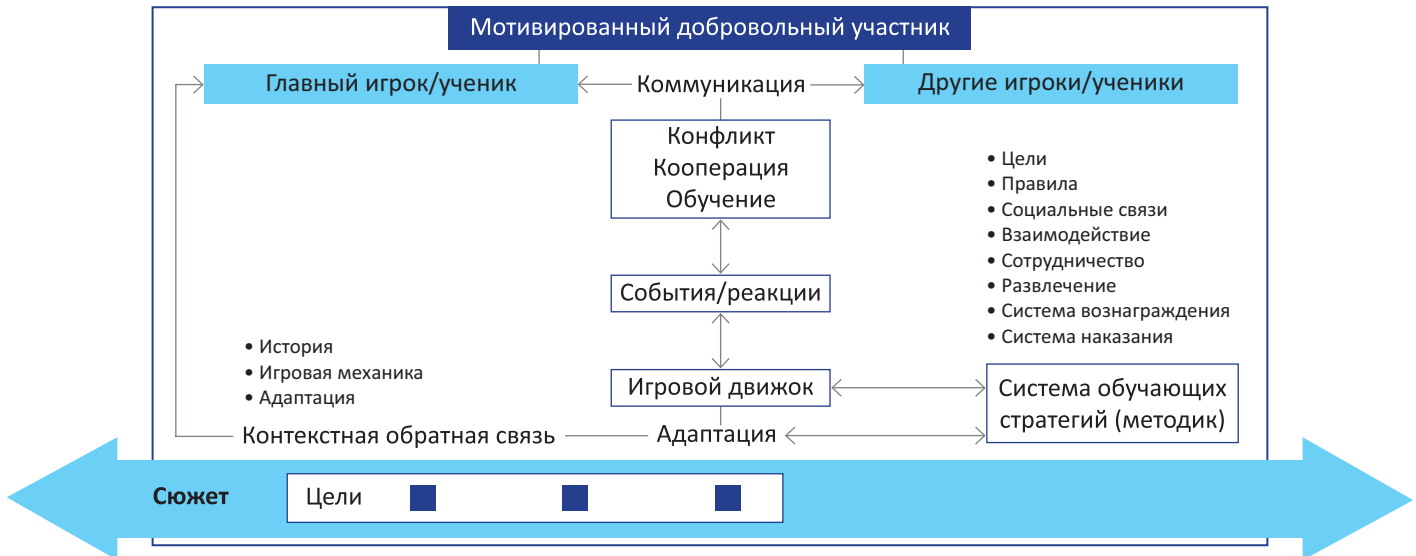 Мотивированный добровольный участник
Главный игрок/ученик
Коммуникация
Другие игроки/ученики
Конфликт
Кооперация
Обучение
• Цели
• Правила
• Социальные связи
• Взаимодействие
• Сотрудничество
• Развлечение
• Система вознаграждения
• Система наказания
События/реакции
• История
• Игровая механика
• Адаптация
Игровой движок
Система обучающих
стратегий (методик)
Контекстная обратная связь
Адаптация
Сюжет
Цели